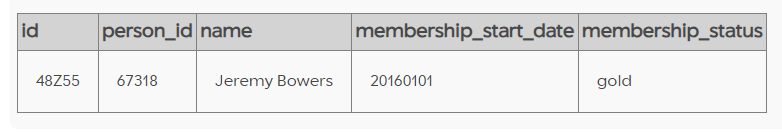 id person_id name membership_start_date membership_status
48Z55 67318 Jeremy Bowers 20160101 gold